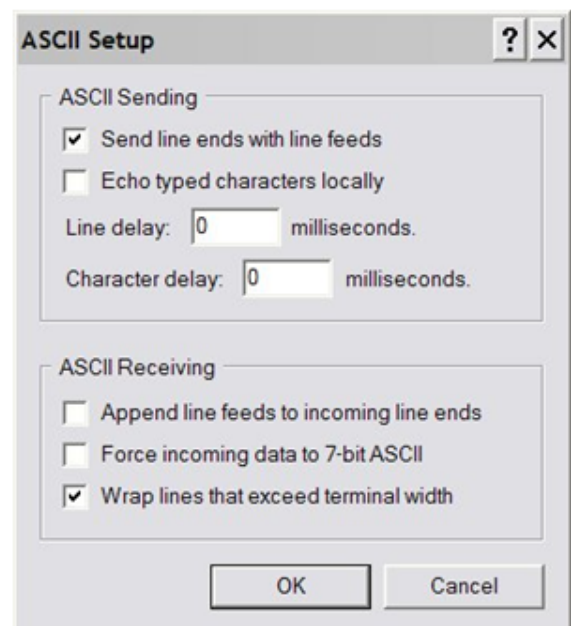 ASCII Setup ? ×
ASCII Sending
Send line ends with line feeds
Echo typed characters locally
Line delay: 0 milliseconds.
Character delay: 0 milliseconds.
ASCII Receiving
Append line feeds to incoming line ends
Force incoming data to 7-bit ASCII
Wrap lines that exceed terminal width
OK Cancel